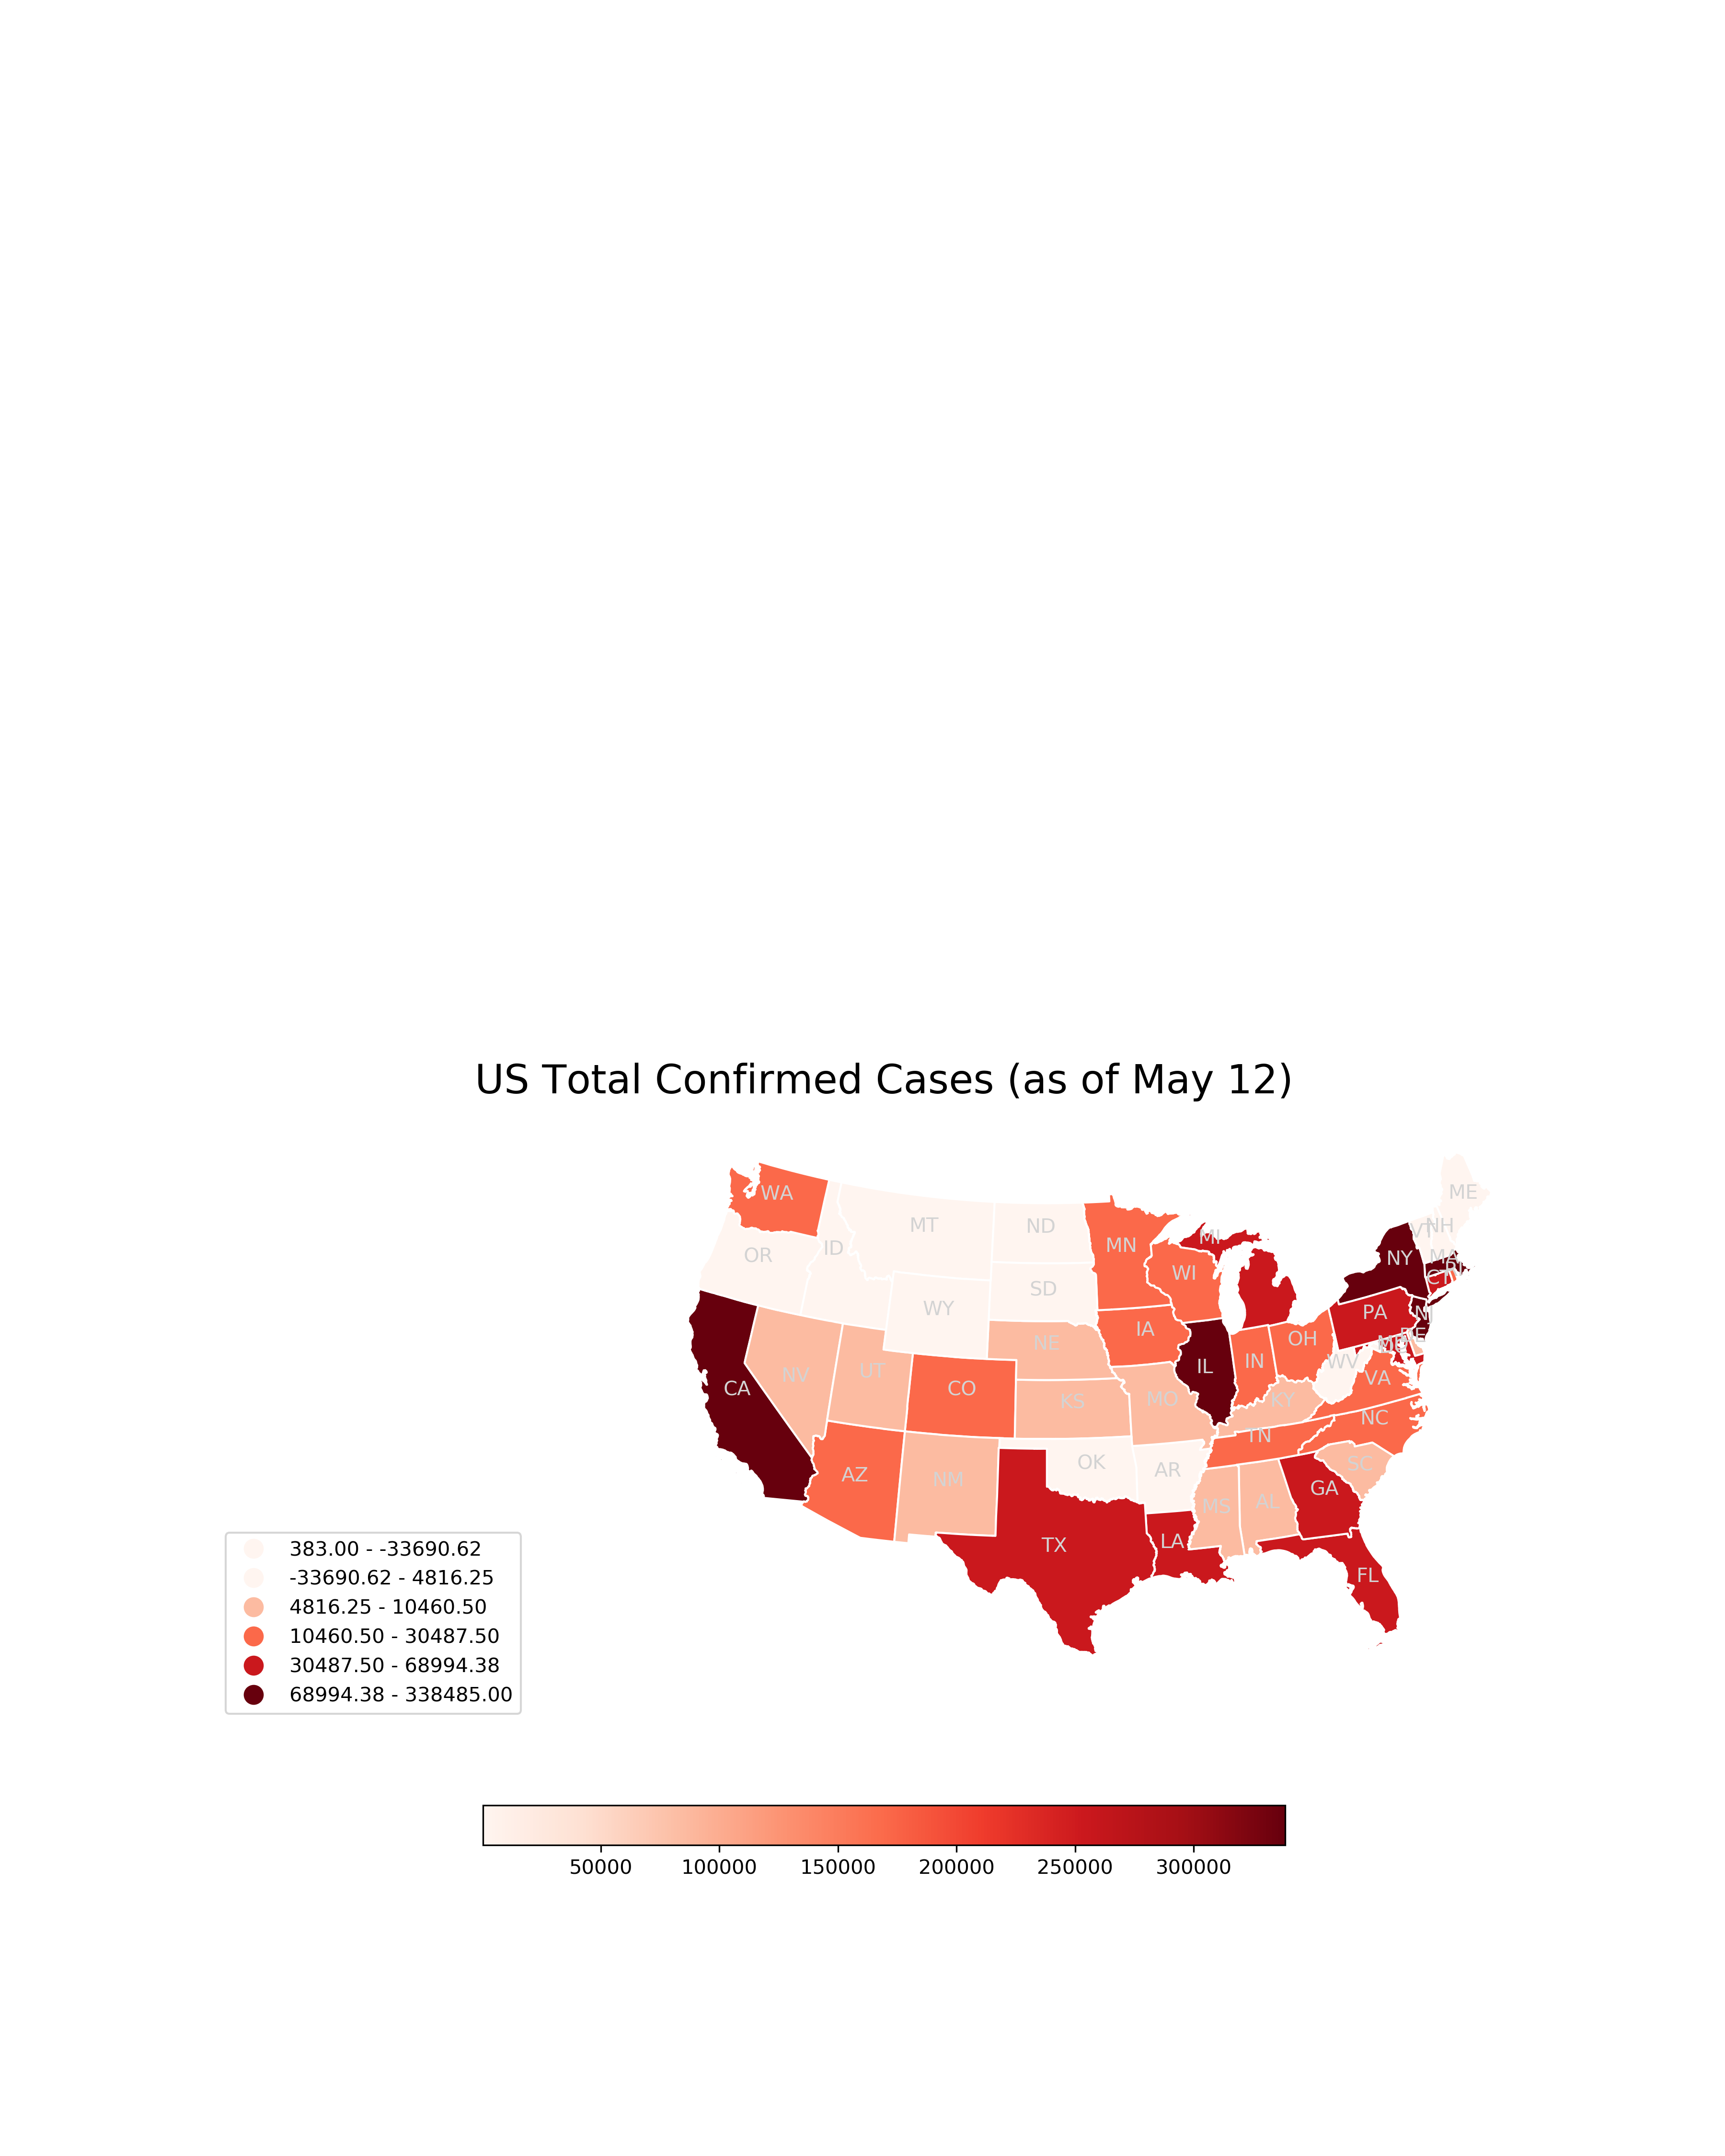 US Total Confirmed Cases (as of May 12)
ME
WA
MT
ND
NH
VT
OR
ID
MN
MI
NY
MA
RI
CT
WI
SD
WY
PA
NJ
IA
NE
OH
DE
MD
IL
IN
WV
NV
UT
CO
KS
MO
KY
VA
CA
NC
TN
AZ
NM
OK
AR
SC
GA
MS
AL
TX
LA
FL
383.00 - -33690.62
-33690.62 - 4816.25
4816.25 - 10460.50
10460.50 - 30487.50
30487.50 - 68994.38
68994.38 - 338485.00
50000 100000 150000 200000 250000 300000